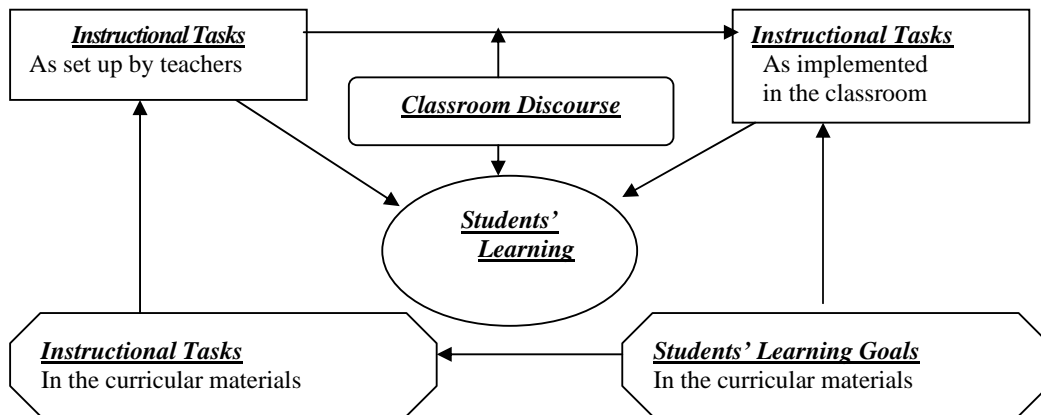 Instructional Tasks
As set up by teachers
Instructional Tasks
As implemented
in the classroom
Classroom Discourse
Students’
Learning
Instructional Tasks
In the curricular materials
Students’ Learning Goals
In the curricular materials